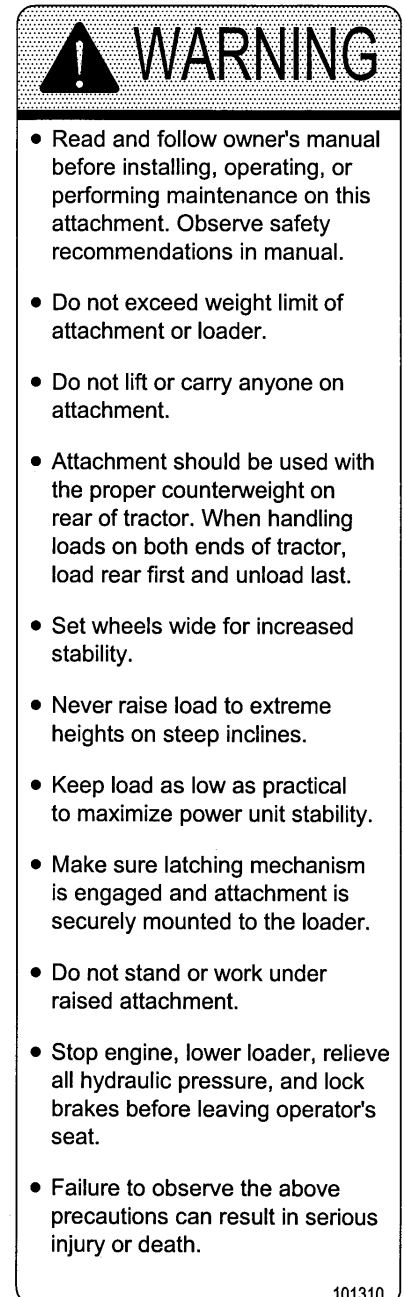 WARNING
• Read and follow owner's manual
before installing, operating, or
performing maintenance on this
attachment. Observe safety
recommendations in manual.
• Do not exceed weight limit of
attachment or loader.
• Do not lift or carry anyone on
attachment.
• Attachment should be used with
the proper counterweight on
rear of tractor. When handling
loads on both ends of tractor,
load rear first and unload last.
• Set wheels wide for increased
stability.
• Never raise load to extreme
heights on steep inclines.
• Keep load as low as practical
to maximize power unit stability.
• Make sure latching mechanism
is engaged and attachment is
securely mounted to the loader.
• Do not stand or work under
raised attachment.
• Stop engine, lower loader, relieve
all hydraulic pressure, and lock
brakes before leaving operator's
seat.
• Failure to observe the above
precautions can result in serious
injury or death.
101310